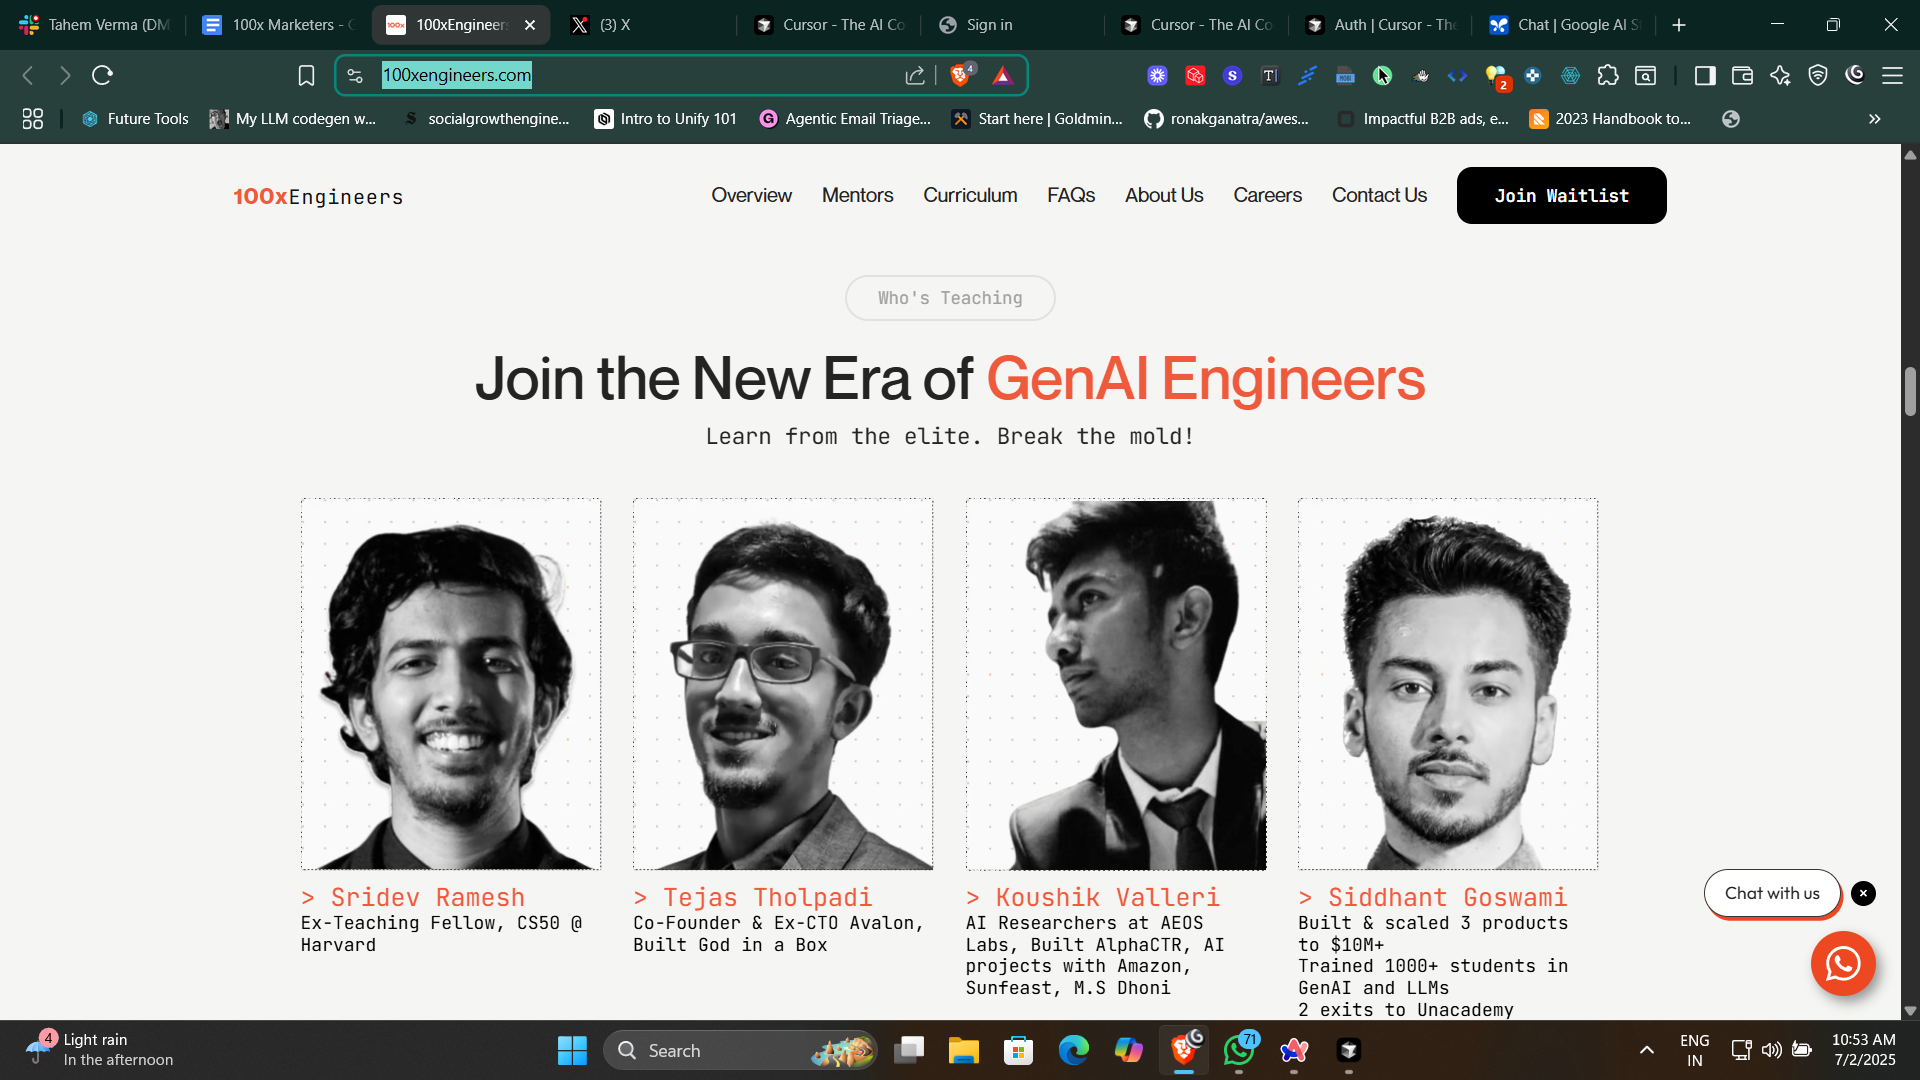 Tahem Verma (DM
100x Marketers - G
100xEngineers
(3) X
Cursor - The AI Co
Sign in
Cursor - The AI Co
Auth | Cursor - The
Chat | Google AI S
100xengineers.com
4
2
Future Tools
My LLM codegen w...
socialgrowthengine...
Intro to Unify 101
Agentic Email Triage...
Start here | Goldmin...
ronakganatra/awes...
Impactful B2B ads, e...
2023 Handbook to...
100xEngineers
Overview
Mentors
Curriculum
FAQs
About Us
Careers
Contact Us
Join Waitlist
Who's Teaching
Join the New Era of GenAI Engineers
Learn from the elite. Break the mold!
> Sridev Ramesh
Ex-Teaching Fellow, CS50 @
Harvard
> Tejas Tholpadi
Co-Founder & Ex-CTO Avalon,
Built God in a Box
> Koushik Valleri
AI Researchers at AEOS
Labs, Built AlphaCTR, AI
projects with Amazon,
Sunfeast, M.S Dhoni
> Siddhant Goswami
Built & scaled 3 products
to $10M+
Trained 1000+ students in
GenAI and LLMs
2 exits to Unacademy
Chat with us
4
Light rain
In the afternoon
Search
71
ENG
IN
10:53 AM
7/2/2025